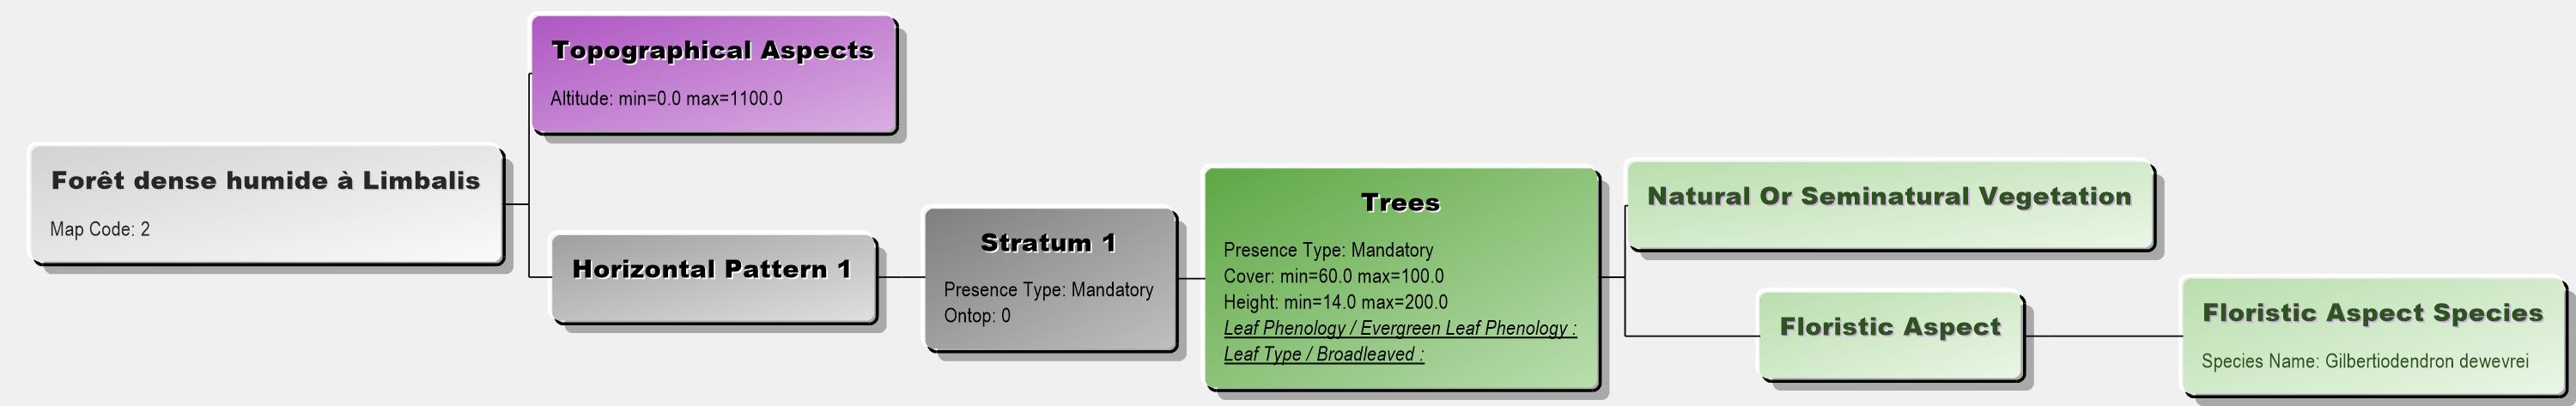 Topographical Aspects
Altitude: min=0.0 max=1100.0
Forêt dense humide à Limbalis
Map Code: 2
Horizontal Pattern 1
Stratum 1
Presence Type: Mandatory
Ontop: 0
Trees
Presence Type: Mandatory
Cover: min=60.0 max=100.0
Height: min=14.0 max=200.0
Leaf Phenology / Evergreen Leaf Phenology :
Leaf Type / Broadleaved :
Natural Or Seminatural Vegetation
Floristic Aspect
Floristic Aspect Species
Species Name: Gilbertiodendron dewevrei